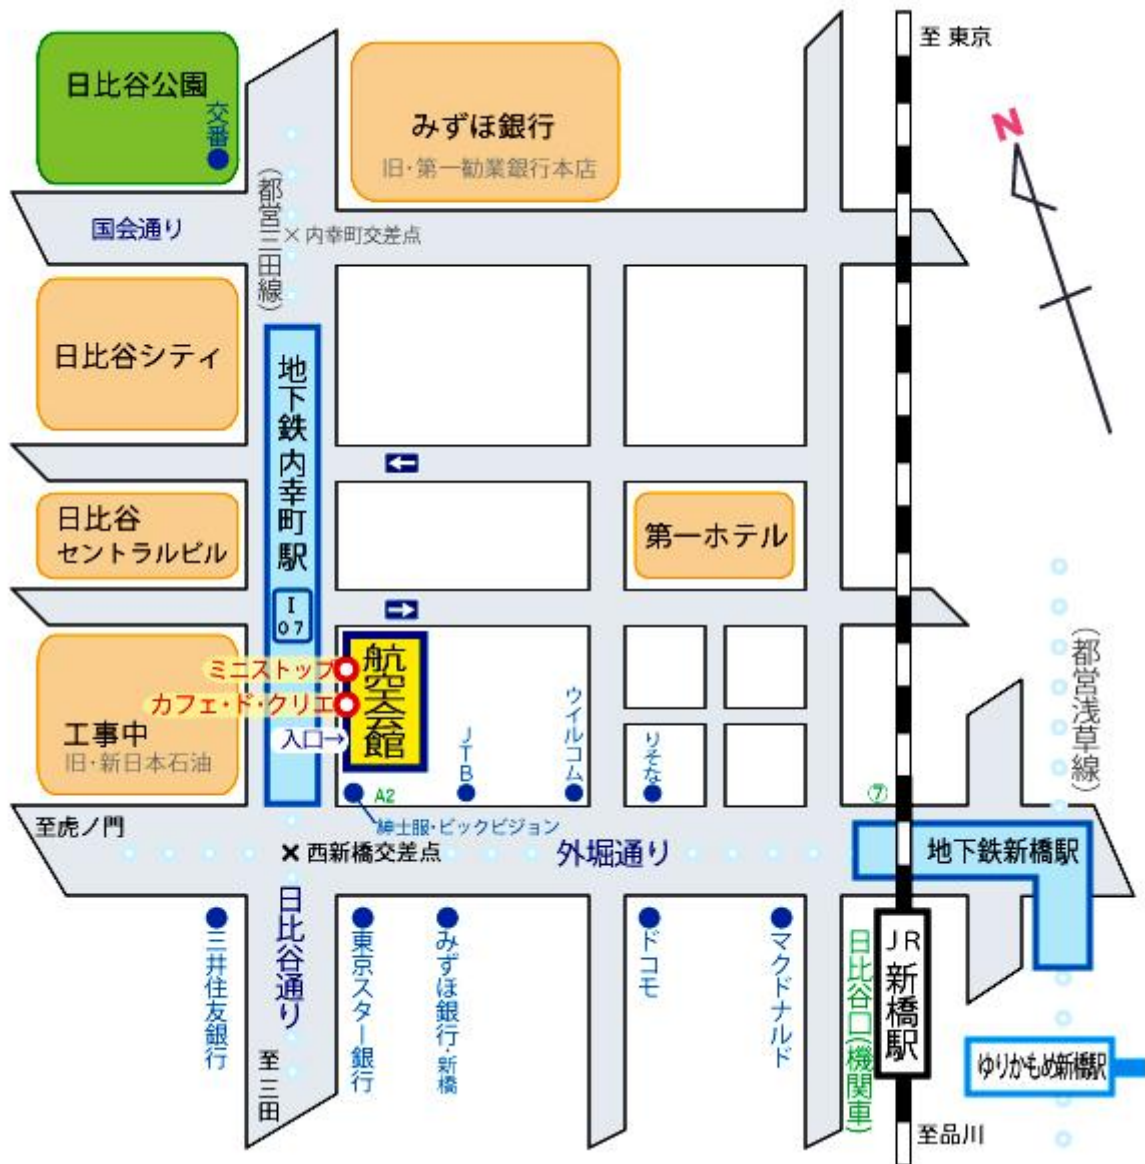 至 東京
日比谷公園
交番
みずほ銀行
旧・第一勧業銀行本店
N
国会通り
(都営三田線)
×内幸町交差点
日比谷シティ
地下鉄内幸町駅
I
07
←
日比谷
セントラルビル
第一ホテル
→
工事中
旧・新日本石油
ミニストップ
カフェ・ド・クリエ
入口→
航空会館
JTB
ウイルコム
りそな
(都営浅草線)
A2
紳士服・ビックビジョン
⑦
至虎ノ門
×西新橋交差点
外堀通り
地下鉄新橋駅
日比谷通り
三井住友銀行
東京スター銀行
みずほ銀行・新橋
ドコモ
マクドナルド
日比谷口(機関車)
JR
新橋駅
ゆりかもめ新橋駅
至 三田
至品川